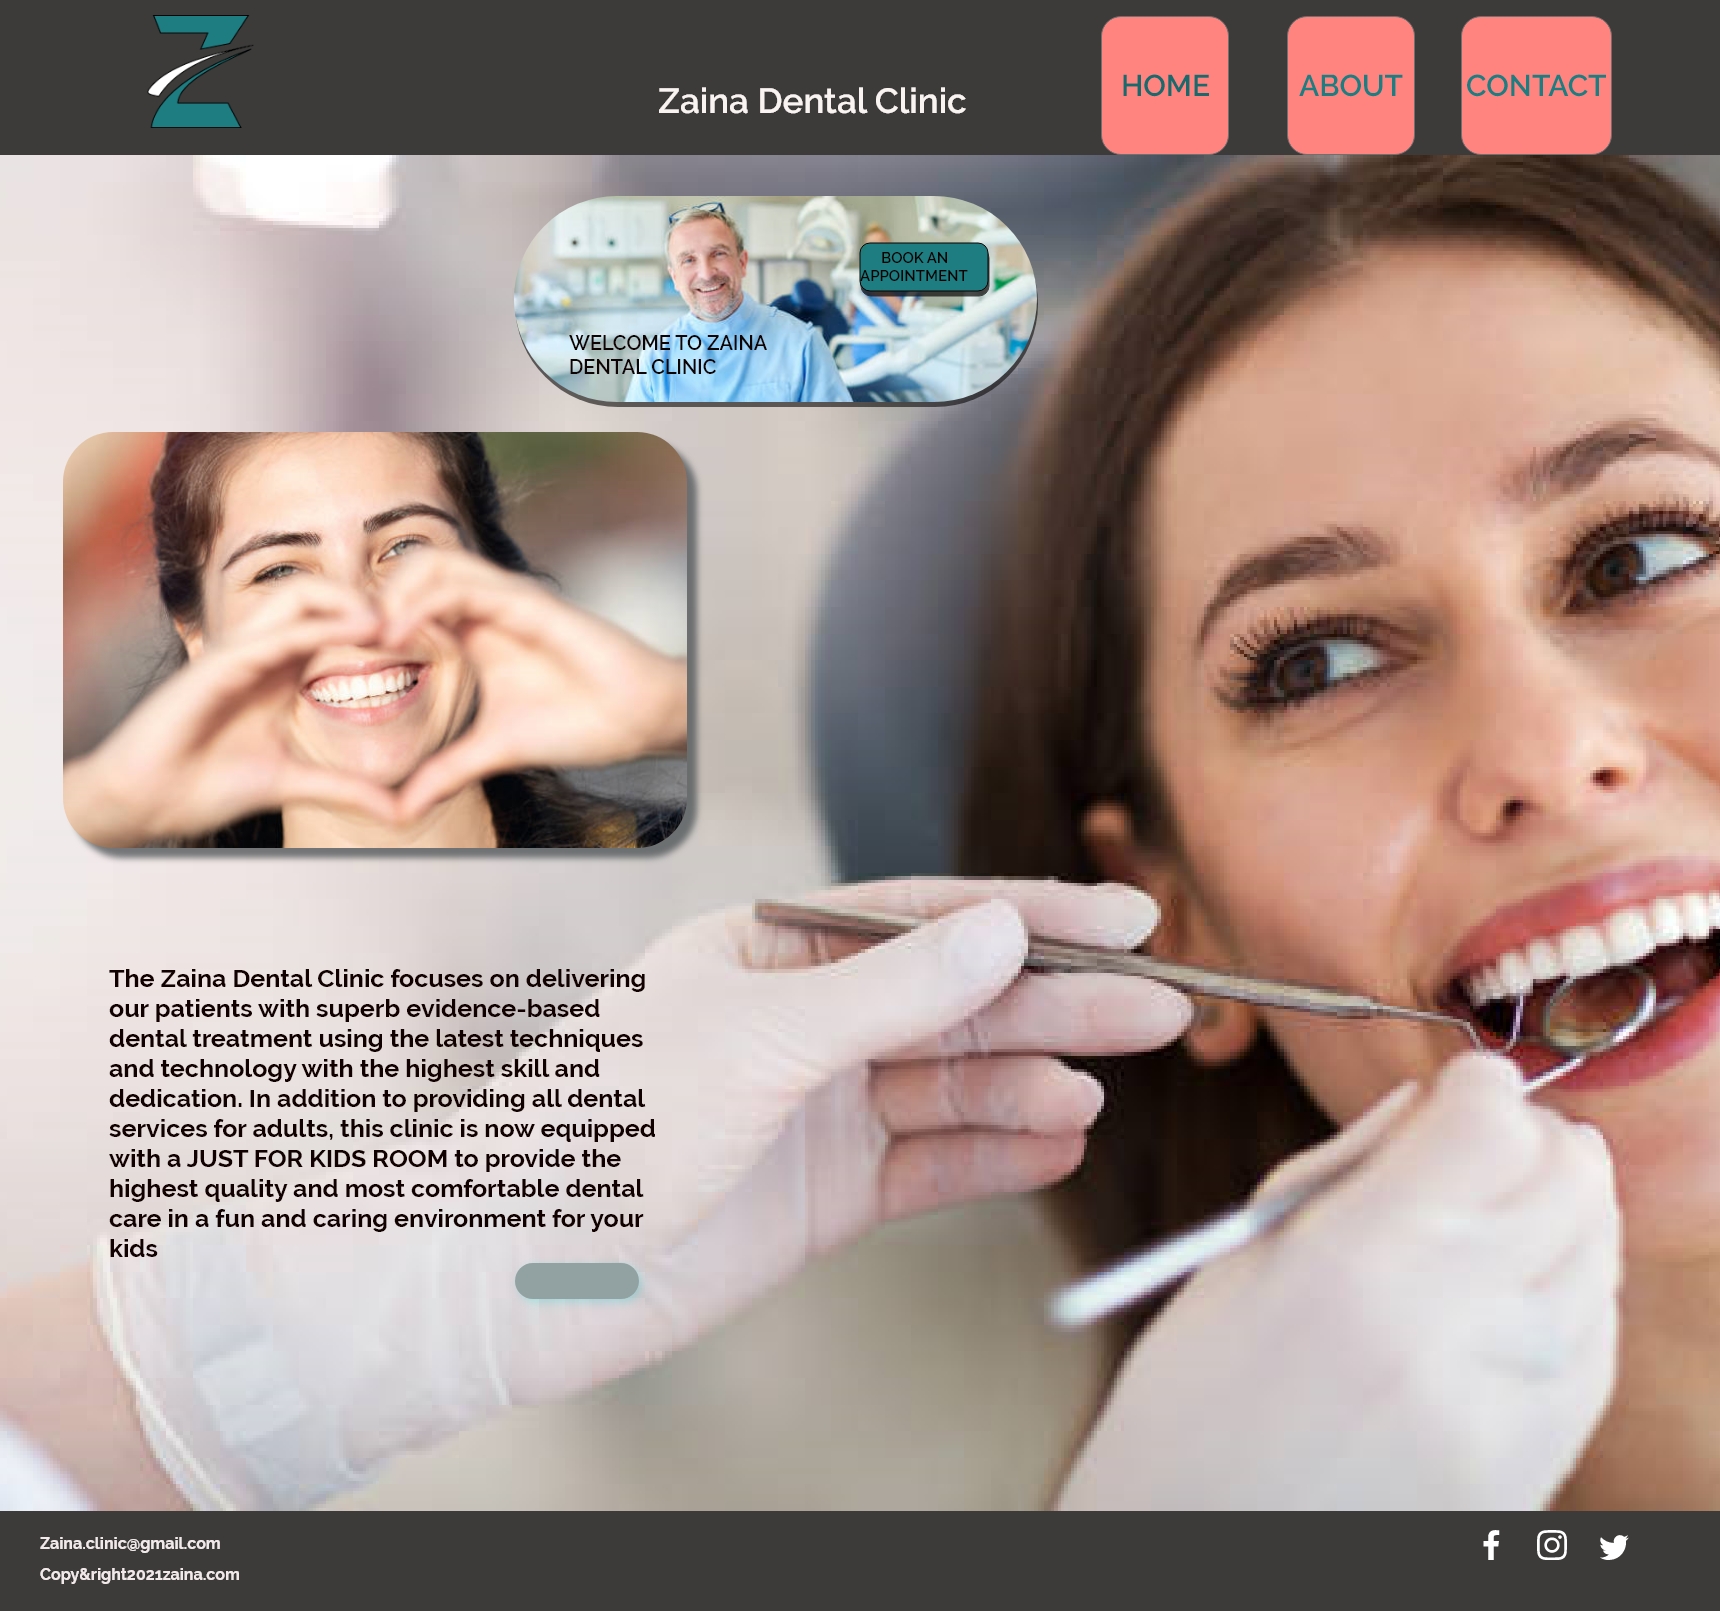 Z
Zaina Dental Clinic
HOME
ABOUT
CONTACT
BOOK AN
APPOINTMENT
WELCOME TO ZAINA
DENTAL CLINIC
The Zaina Dental Clinic focuses on delivering
our patients with superb evidence-based
dental treatment using the latest techniques
and technology with the highest skill and
dedication. In addition to providing all dental
services for adults, this clinic is now equipped
with a JUST FOR KIDS ROOM to provide the
highest quality and most comfortable dental
care in a fun and caring environment for your
kids
Zaina.clinic@gmail.com
Copy&right2021zaina.com